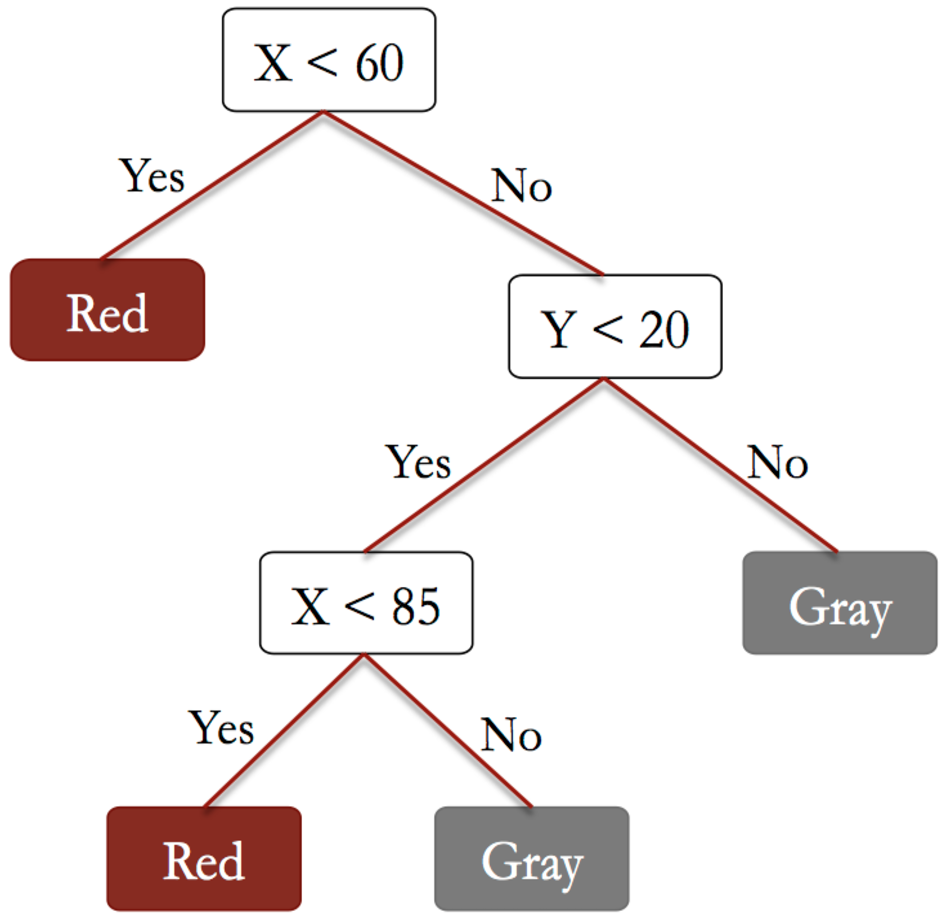 X < 60
Yes
No
Red
Y < 20
Yes
No
X < 85
Gray
Yes
No
Red
Gray